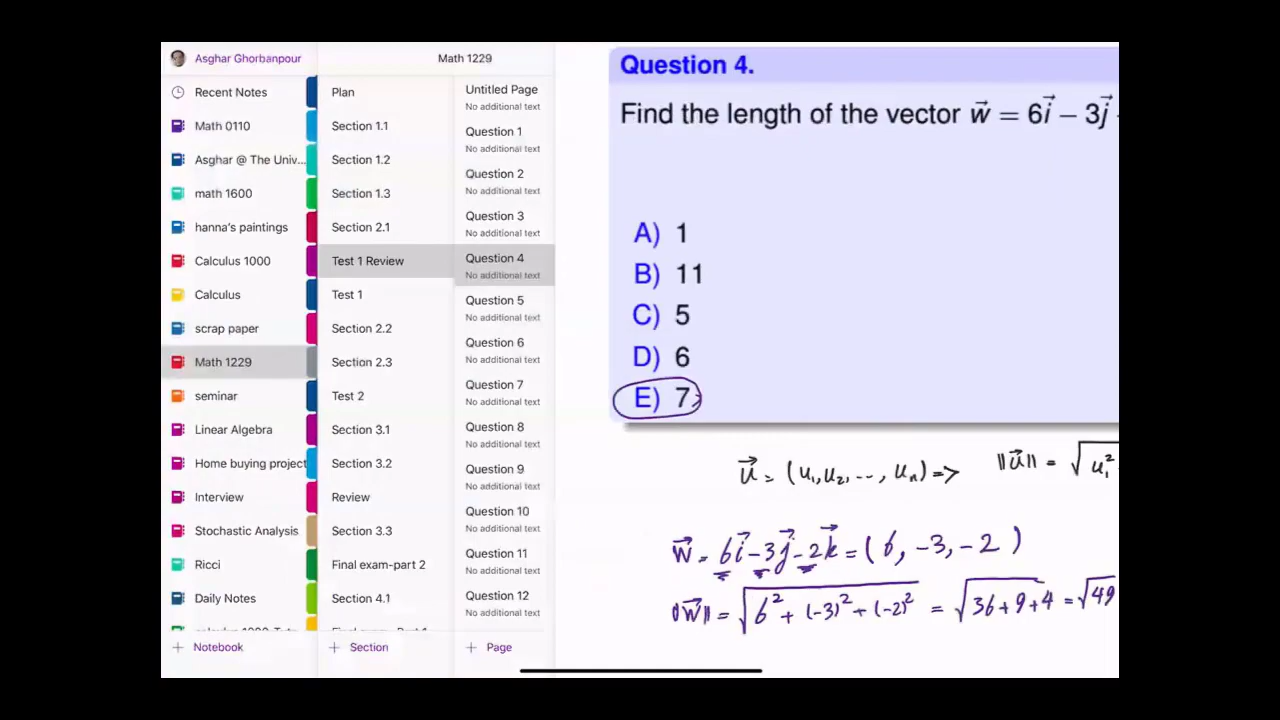 Asghar Ghorbanpour
Recent Notes
Math 0110
Asghar @ The Univ...
math 1600
hanna's paintings
Calculus 1000
Calculus
scrap paper
Math 1229
seminar
Linear Algebra
Home buying project
Interview
Stochastic Analysis
Ricci
Daily Notes
+ Notebook
Math 1229
Plan
Section 1.1
Section 1.2
Section 1.3
Section 2.1
Test 1 Review
Test 1
Section 2.2
Section 2.3
Test 2
Section 3.1
Section 3.2
Review
Section 3.3
Final exam-part 2
Section 4.1
+ Section
Untitled Page
No additional text
Question 1
No additional text
Question 2
No additional text
Question 3
No additional text
Question 4
No additional text
Question 5
No additional text
Question 6
No additional text
Question 7
No additional text
Question 8
No additional text
Question 9
No additional text
Question 10
No additional text
Question 11
No additional text
Question 12
No additional text
+ Page
Question 4.
Find the length of the vector w⃗ = 6i⃗ − 3j⃗
A) 1
B) 11
C) 5
D) 6
E) 7
u⃗ = (u₁, u₂, ..., uₙ) => ‖u⃗‖ = √u₁²
w⃗ = 6i⃗ − 3j⃗ − 2k⃗ = (6, −3, −2)
‖w⃗‖ = √6² + (−3)² + (−2)² = √36 + 9 + 4 = √49